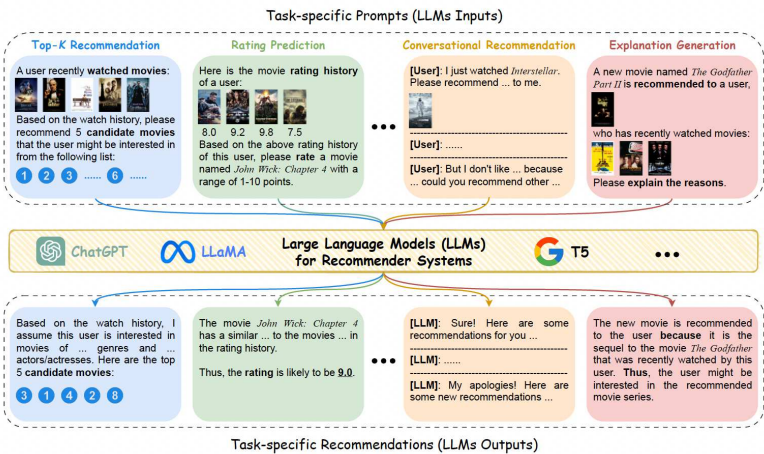 Task-specific Prompts (LLMs Inputs)
Top-K Recommendation
A user recently watched movies:
Based on the watch history, please
recommend 5 candidate movies
that the user might be interested in
from the following list:
1 2 3 ...... 6 ......
Rating Prediction
Here is the movie rating history
of a user:
8.0 9.2 9.8 7.5
Based on the above rating history
of this user, please rate a movie
named John Wick: Chapter 4 with a
range of 1-10 points.
Conversational Recommendation
[User]: I just watched Interstellar.
Please recommend ... to me.
[User]: ......
[User]: But I don't like ... because
... could you recommend other ...
Explanation Generation
A new movie named The Godfather
Part II is recommended to a user,
who has recently watched movies:
Please explain the reasons.
ChatGPT
LLaMA
Large Language Models (LLMs)
for Recommender Systems
T5
Based on the watch history, I
assume this user is interested in
movies of ... genres and ...
actors/actresses. Here are the top
5 candidate movies:
3 1 4 2 8
The movie John Wick: Chapter 4
has a similar ... to the movies ... in
the rating history.
Thus, the rating is likely to be 9.0.
[LLM]: Sure! Here are some
recommendations for you ...
[LLM]: ......
[LLM]: My apologies! Here are
some new recommendations ...
The new movie is recommended
to the user because it is the
sequel to the movie The Godfather
that was recently watched by this
user. Thus, the user might be
interested in the recommended
movie series.
Task-specific Recommendations (LLMs Outputs)